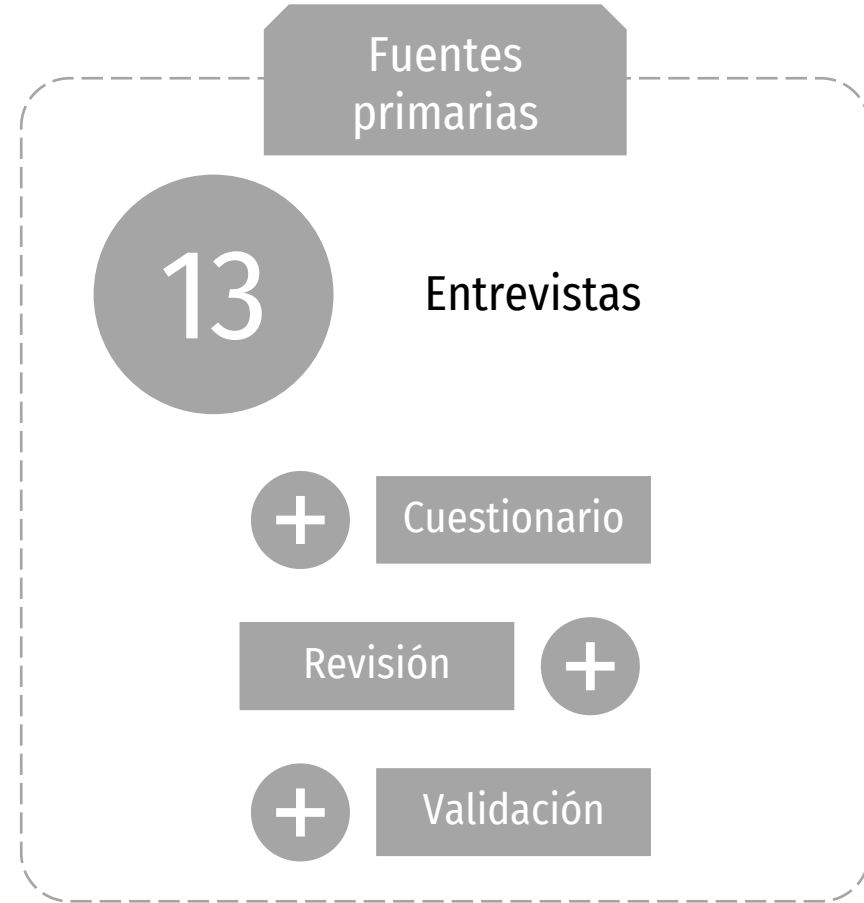 Fuentes
primarias
13
Entrevistas
+ Cuestionario
Revisión +
+ Validación